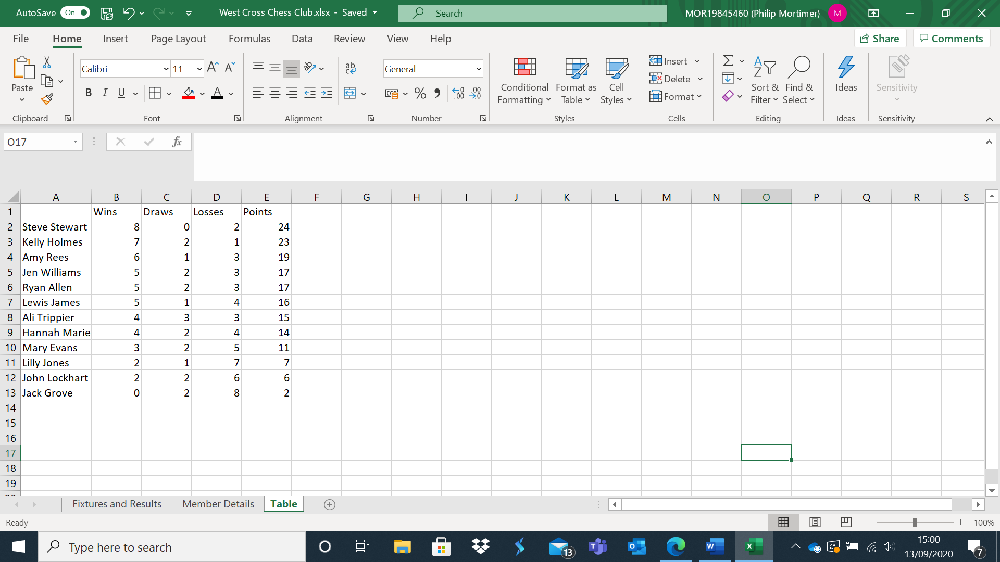 AutoSave On West Cross Chess Club.xlsx - Saved Search MOR19845460 (Philip Mortimer) M
File Home Insert Page Layout Formulas Data Review View Help Share Comments
Calibri 11 ab General Insert
Paste Conditional Formatting Format as Table Cell Styles Delete Sort & Filter Find & Select Ideas Sensitivity
B I U A % Format
Clipboard Font Alignment Number Styles Cells Editing Ideas Sensitivity
O17 fx
A B C D E F G H I J K L M N O P Q R S
1 Wins Draws Losses Points
2 Steve Stewart 8 0 2 24
3 Kelly Holmes 7 2 1 23
4 Amy Rees 6 1 3 19
5 Jen Williams 5 2 3 17
6 Ryan Allen 5 2 3 17
7 Lewis James 5 1 4 16
8 Ali Trippier 4 3 3 15
9 Hannah Marie 4 2 4 14
10 Mary Evans 3 2 5 11
11 Lilly Jones 2 1 7 7
12 John Lockhart 2 2 6 6
13 Jack Grove 0 2 8 2
14
15
16
17
18
19
Fixtures and Results Member Details Table
Ready 100%
Type here to search 13 15:00
13/09/2020 7